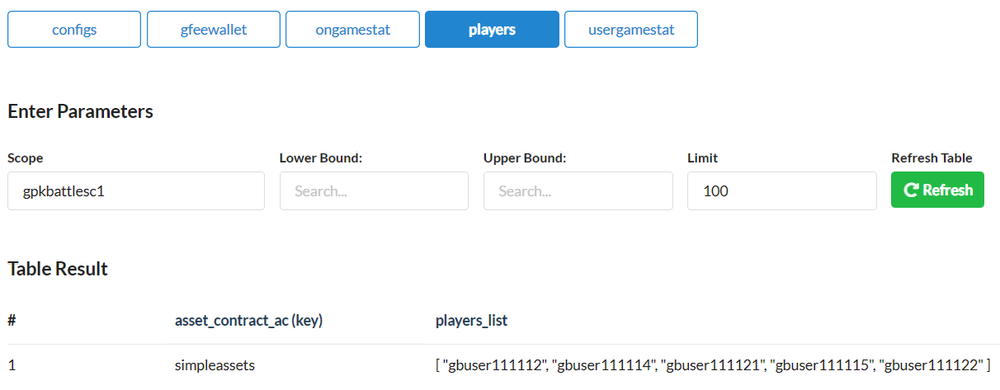 configs gfeewallet ongamestat players usergamestat
Enter Parameters
Scope Lower Bound: Upper Bound: Limit Refresh Table
gpkbattlesc1 Search... Search... 100 Refresh
Table Result
# asset_contract_ac (key) players_list
1 simpleassets [ "gbuser111112", "gbuser111114", "gbuser111121", "gbuser111115", "gbuser111122" ]